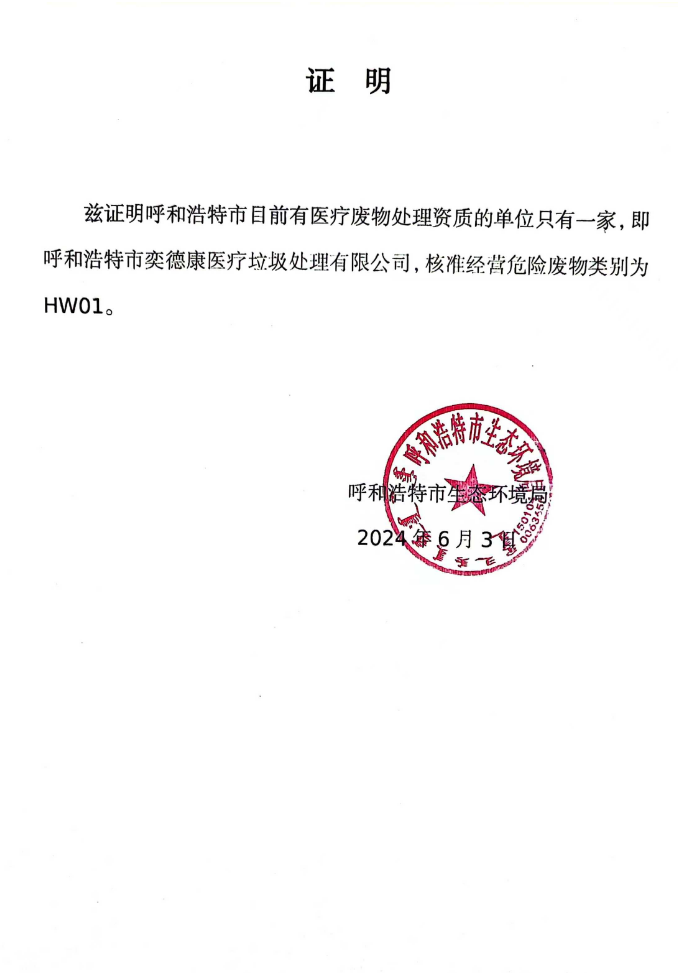 证 明
兹证明呼和浩特市目前有医疗废物处理资质的单位只有一家，即
呼和浩特市奕德康医疗垃圾处理有限公司，核准经营危险废物类别为
HW01。
呼和浩特市生态环境局
呼和浩特市生态环境局
2024 年 6 月 3 日